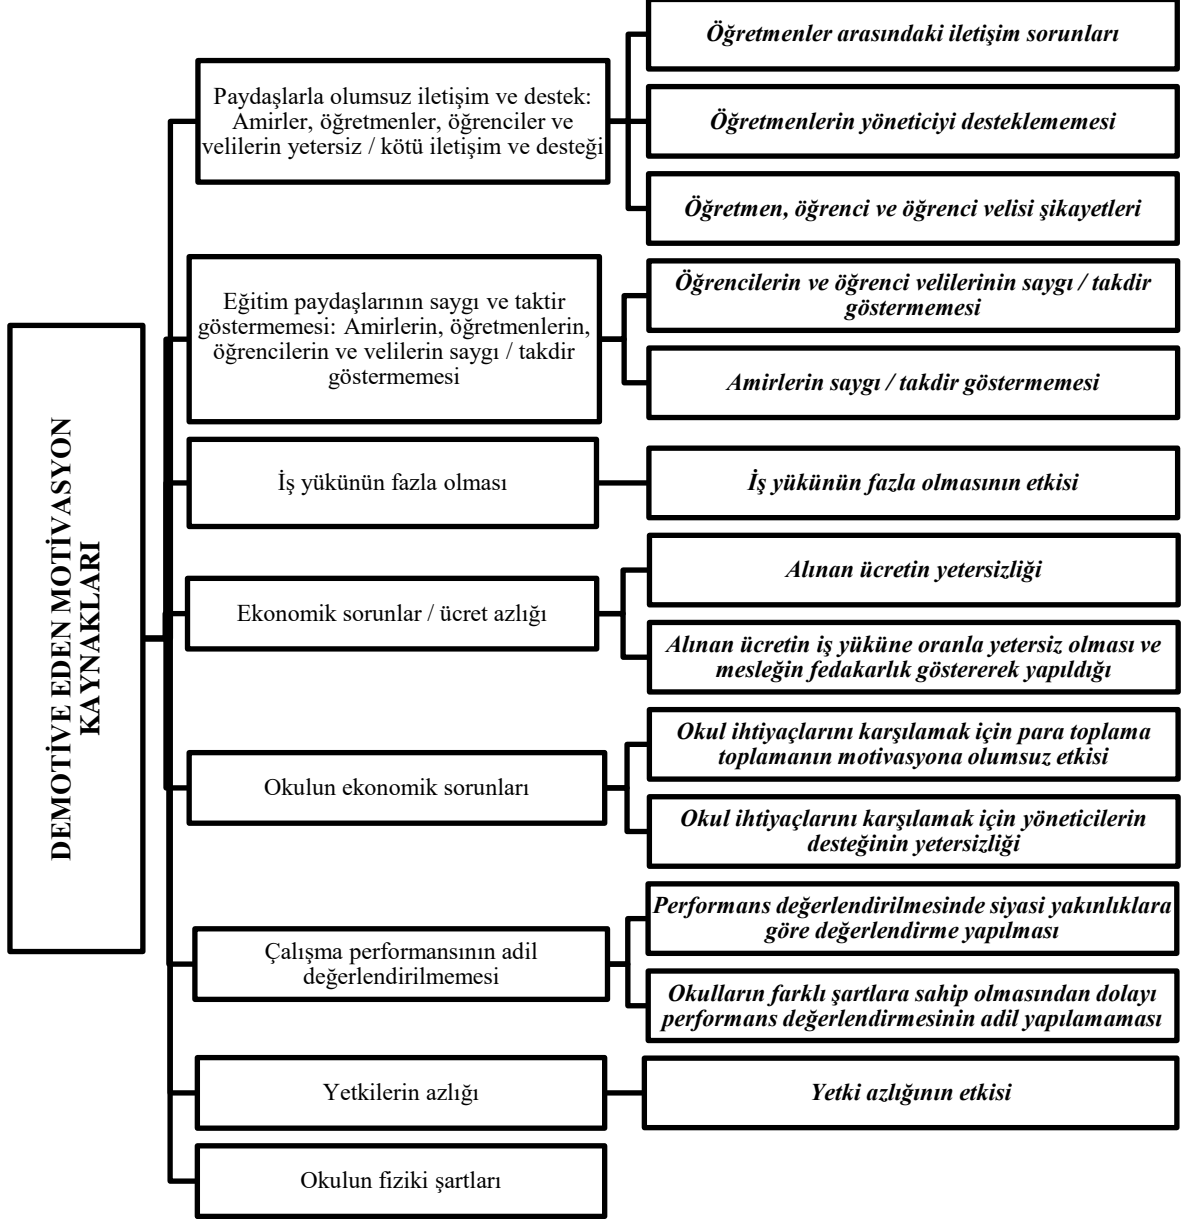 DEMOTİVE EDEN MOTİVASYON
KAYNAKLARI
Paydaşlarla olumsuz iletişim ve destek:
Amirler, öğretmenler, öğrenciler ve
velilerin yetersiz / kötü iletişim ve desteği
Öğretmenler arasındaki iletişim sorunları
Öğretmenlerin yöneticiyi desteklememesi
Öğretmen, öğrenci ve öğrenci velisi şikayetleri
Eğitim paydaşlarının saygı ve taktir
göstermemesi: Amirlerin, öğretmenlerin,
öğrencilerin ve velilerin saygı / takdir
göstermemesi
Öğrencilerin ve öğrenci velilerinin saygı / takdir
göstermemesi
Amirlerin saygı / takdir göstermemesi
İş yükünün fazla olması
İş yükünün fazla olmasının etkisi
Ekonomik sorunlar / ücret azlığı
Alınan ücretin yetersizliği
Alınan ücretin iş yüküne oranla yetersiz olması ve
mesleğin fedakarlık göstererek yapıldığı
Okulun ekonomik sorunları
Okul ihtiyaçlarını karşılamak için para toplama
toplamanın motivasyona olumsuz etkisi
Okul ihtiyaçlarını karşılamak için yöneticilerin
desteğinin yetersizliği
Çalışma performansının adil
değerlendirilmemesi
Performans değerlendirilmesinde siyasi yakınlıklara
göre değerlendirme yapılması
Okulların farklı şartlara sahip olmasından dolayı
performans değerlendirmesinin adil yapılamaması
Yetkilerin azlığı
Yetki azlığının etkisi
Okulun fiziki şartları